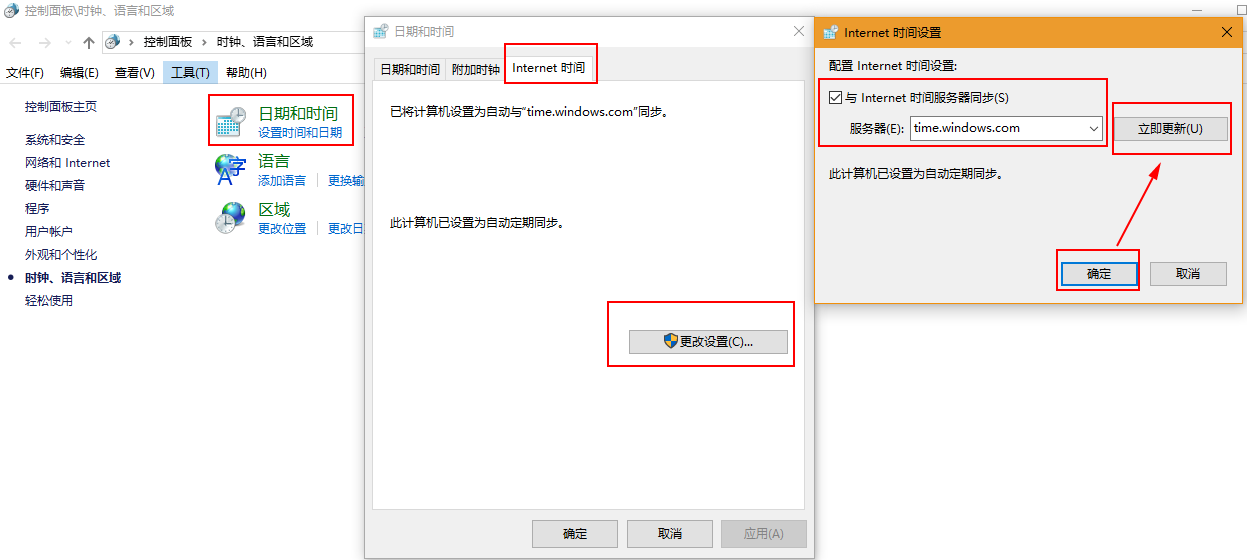 控制面板\时钟、语言和区域
控制面板 › 时钟、语言和区域
文件(F) 编辑(E) 查看(V) 工具(T) 帮助(H)
控制面板主页
系统和安全
网络和 Internet
硬件和声音
程序
用户帐户
外观和个性化
时钟、语言和区域
轻松使用
日期和时间
设置时间和日期
语言
添加语言 更换输
区域
更改位置 更改日
日期和时间
日期和时间 附加时钟 Internet 时间
已将计算机设置为自动与“time.windows.com”同步。
此计算机已设置为自动定期同步。
更改设置(C)...
确定 取消 应用(A)
Internet 时间设置
配置 Internet 时间设置:
与 Internet 时间服务器同步(S)
服务器(E): time.windows.com 立即更新(U)
此计算机已设置为自动定期同步。
确定 取消